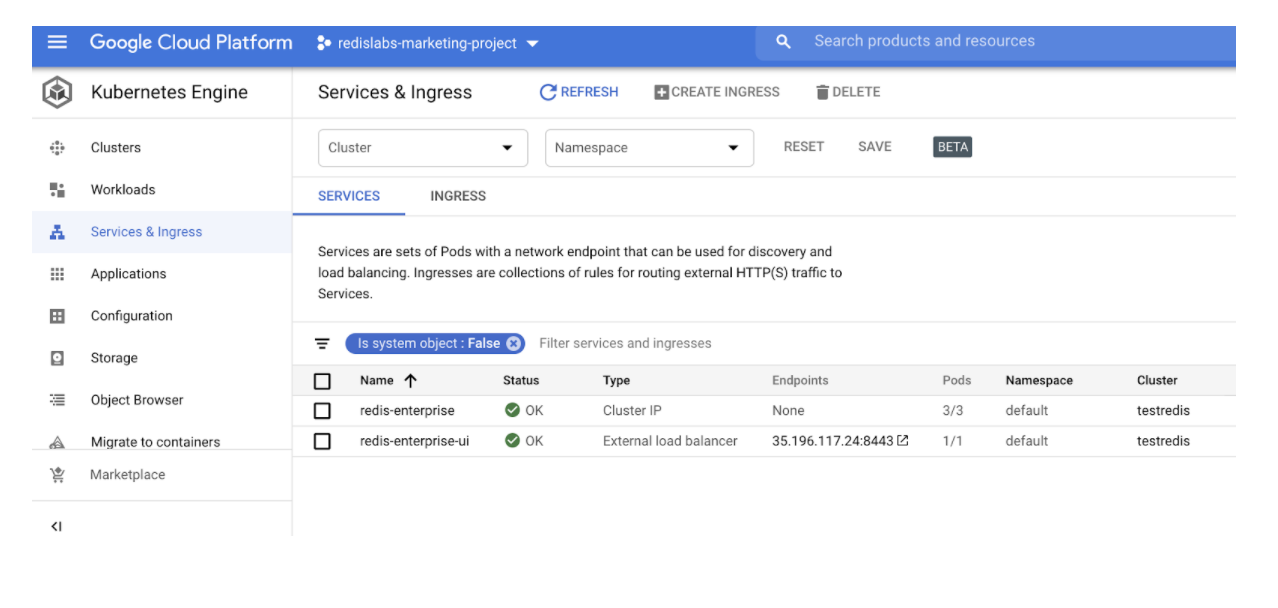 Google Cloud Platform redislabs-marketing-project Search products and resources
Kubernetes Engine
Clusters
Workloads
Services & Ingress
Applications
Configuration
Storage
Object Browser
Migrate to containers
Marketplace
Services & Ingress REFRESH CREATE INGRESS DELETE
Cluster Namespace RESET SAVE BETA
SERVICES INGRESS
Services are sets of Pods with a network endpoint that can be used for discovery and
load balancing. Ingresses are collections of rules for routing external HTTP(S) traffic to
Services.
Is system object : False Filter services and ingresses
Name Status Type Endpoints Pods Namespace Cluster
redis-enterprise OK Cluster IP None 3/3 default testredis
redis-enterprise-ui OK External load balancer 35.196.117.24:8443 1/1 default testredis